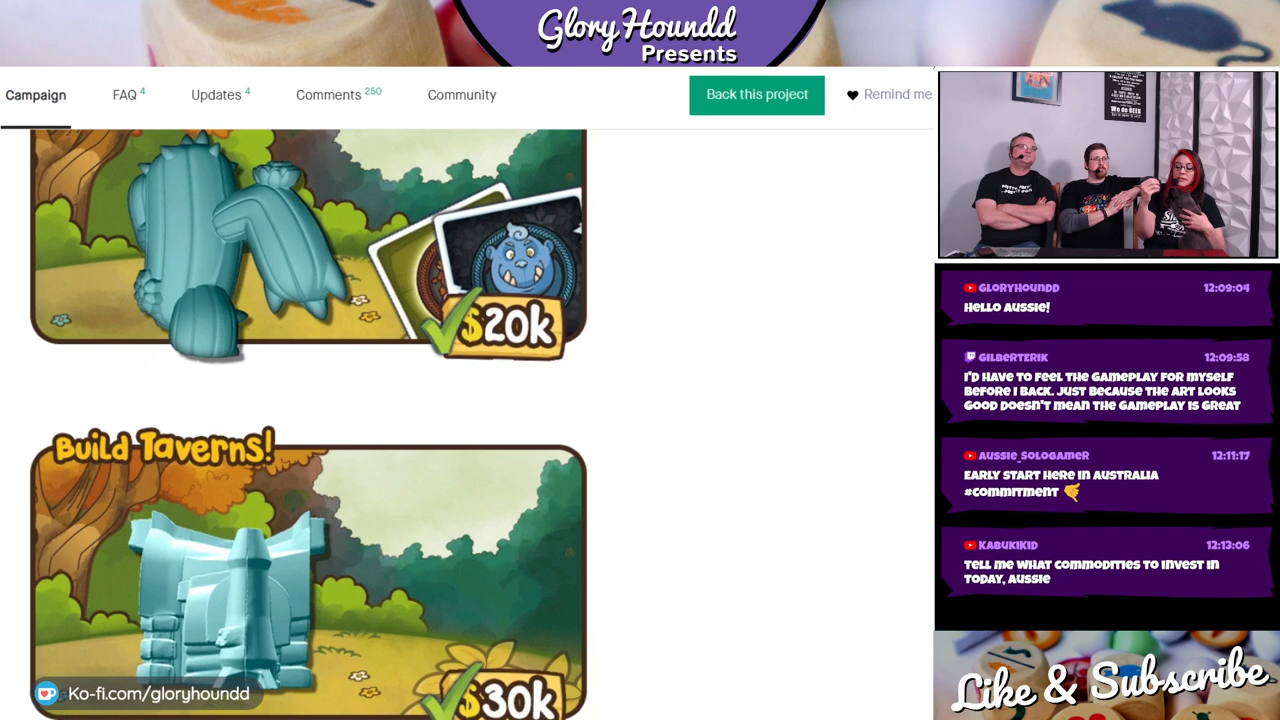 GloryHoundd
Presents
Campaign
FAQ 4
Updates 4
Comments 250
Community
Back this project
Remind me
We do GEEK
$20k
Build Taverns!
$30k
Ko-fi.com/gloryhoundd
GLORYHOUNDD 12:09:04
HELLO AUSSIE!
GILBERTERIK 12:09:58
I'D HAVE TO FEEL THE GAMEPLAY FOR MYSELF
BEFORE I BACK. JUST BECAUSE THE ART LOOKS
GOOD DOESN'T MEAN THE GAMEPLAY IS GREAT
AUSSIE_SOLOGAMER 12:11:17
EARLY START HERE IN AUSTRALIA
#COMMITMENT
KABUKIKID 12:13:06
TELL ME WHAT COMMODITIES TO INVEST IN
TODAY, AUSSIE
Like & Subscribe